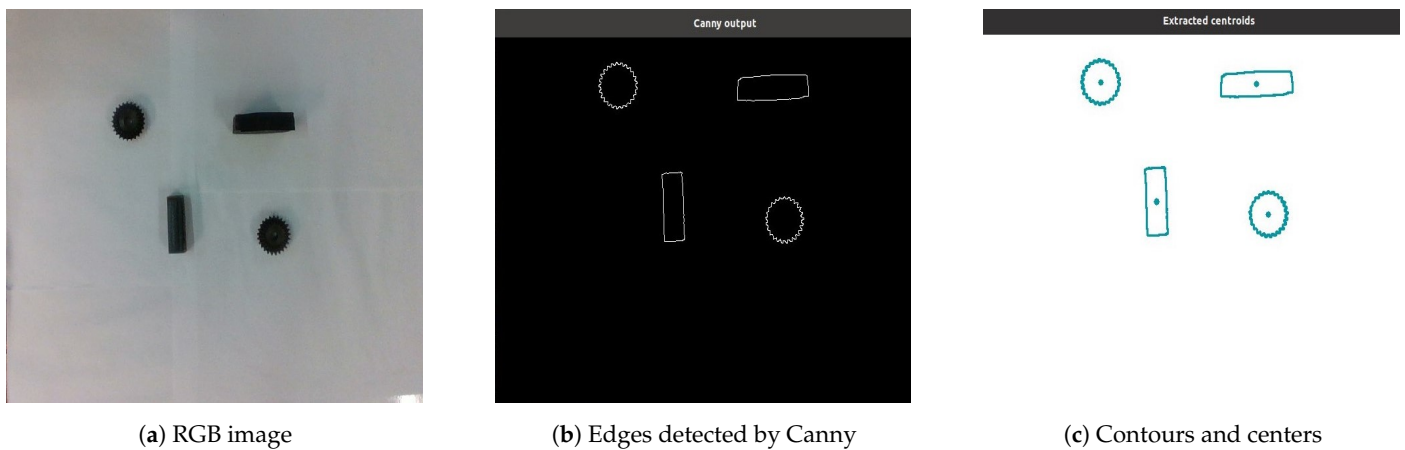 Canny output
Extracted centroids
(a) RGB image
(b) Edges detected by Canny
(c) Contours and centers